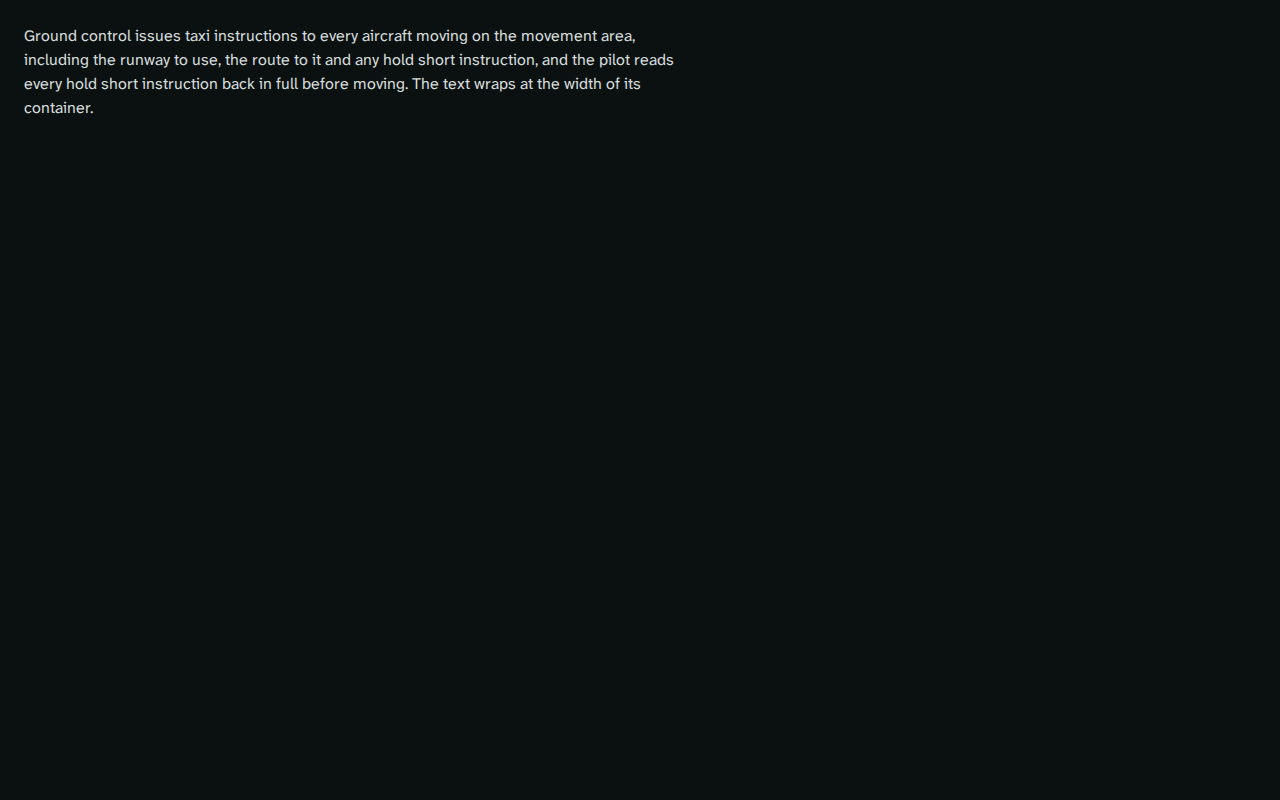 Ground control issues taxi instructions to every aircraft moving on the movement area,
including the runway to use, the route to it and any hold short instruction, and the pilot reads
every hold short instruction back in full before moving. The text wraps at the width of its
container.